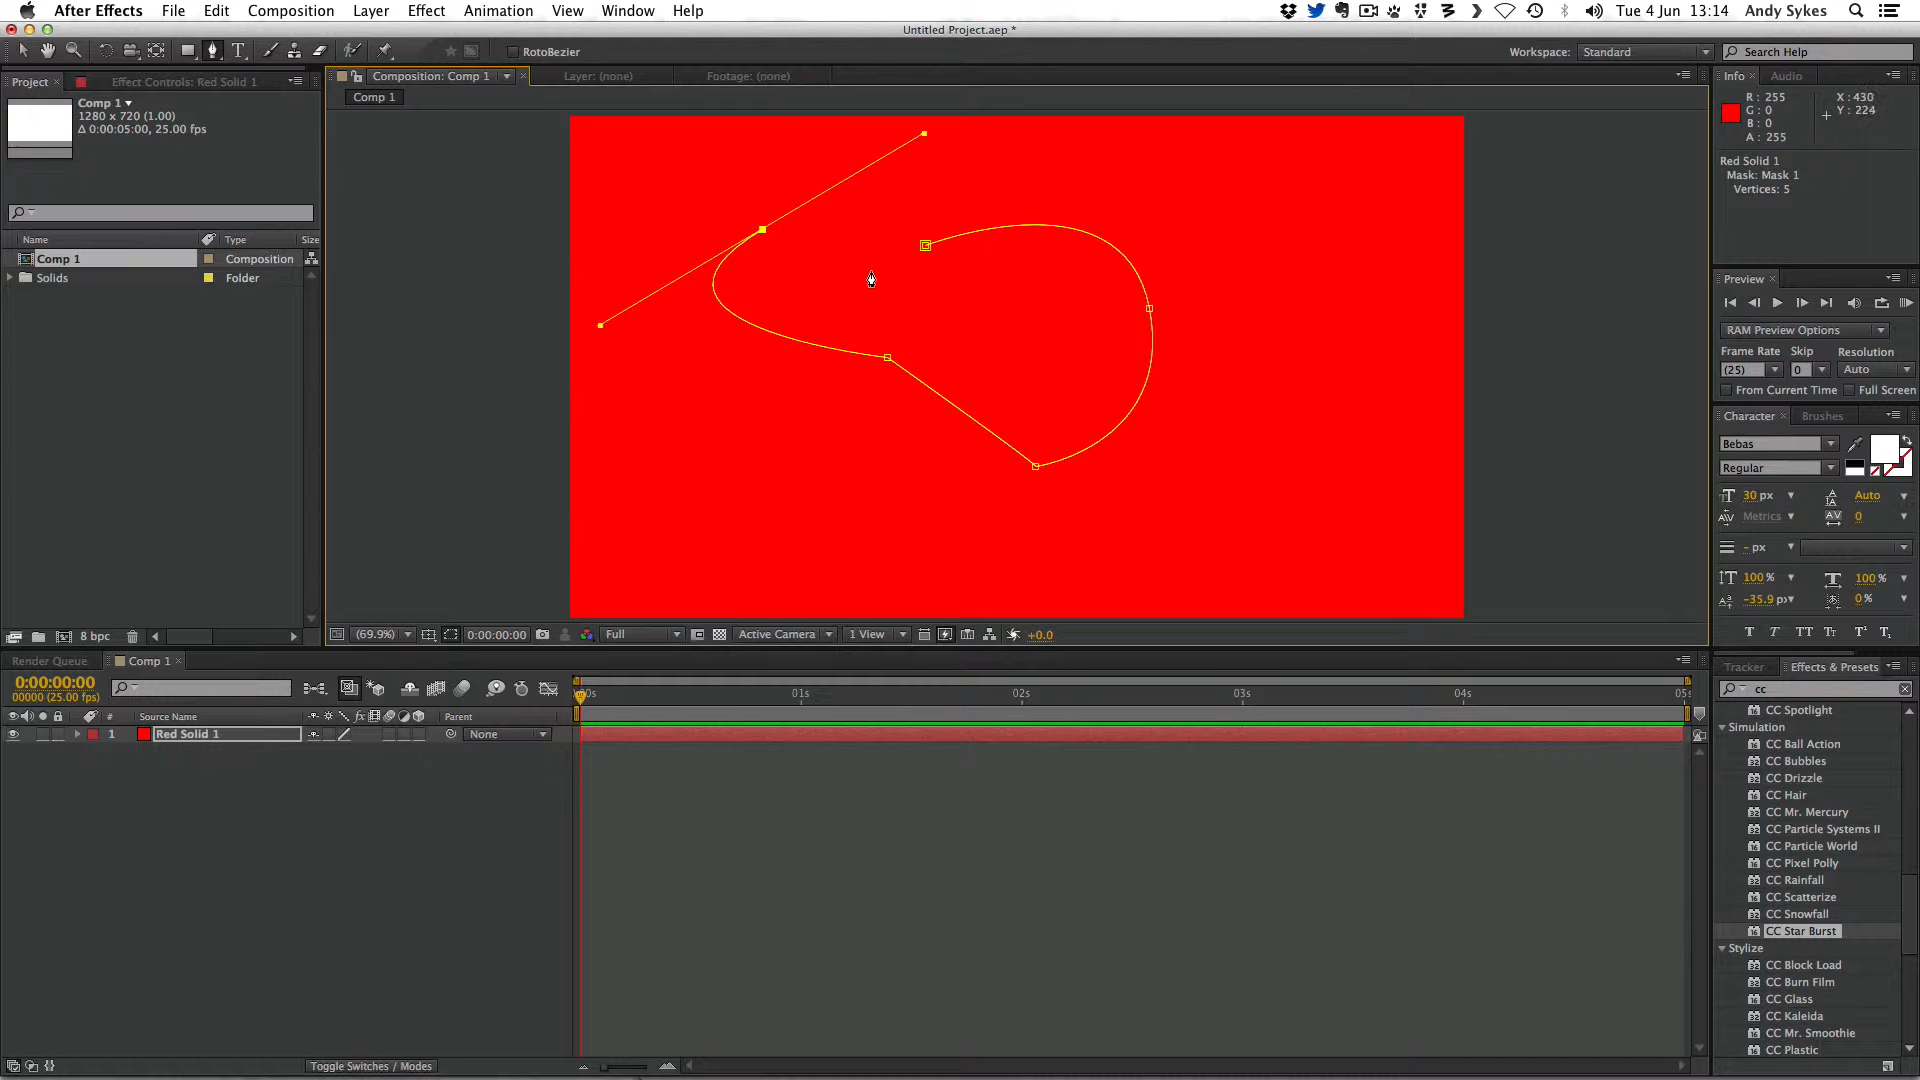 After Effects File Edit Composition Layer Effect Animation View Window Help Tue 4 Jun 13:14 Andy Sykes
Untitled Project.aep *
RotoBezier Workspace: Standard Search Help
Project Effect Controls: Red Solid 1 Composition: Comp 1 Layer: (none) Footage: (none) Info Audio
Comp 1
1280 x 720 (1.00)
Δ 0:00:05:00, 25.00 fps
Comp 1
R : 255
G : 0
B : 0
A : 255
X : 430
Y : 224
Red Solid 1
Mask: Mask 1
Vertices: 5
Name Type Size
Comp 1 Composition
Solids Folder
Preview
RAM Preview Options
Frame Rate Skip Resolution
(25) 0 Auto
From Current Time Full Screen
Character Brushes
Bebas
Regular
30 px Auto
Metrics 0
- px
100 % 100 %
-35.9 px 0 %
T T TT Tr T¹ T₁
8 bpc (69.9%) 0:00:00:00 Full Active Camera 1 View +0.0
Render Queue Comp 1
0:00:00:00
00000 (25.00 fps)
01s 02s 03s 04s
# Source Name Parent
1 Red Solid 1 None
Toggle Switches / Modes
Tracker Effects & Presets
cc
CC Spotlight
Simulation
CC Ball Action
CC Bubbles
CC Drizzle
CC Hair
CC Mr. Mercury
CC Particle Systems II
CC Particle World
CC Pixel Polly
CC Rainfall
CC Scatterize
CC Snowfall
CC Star Burst
Stylize
CC Block Load
CC Burn Film
CC Glass
CC Kaleida
CC Mr. Smoothie
CC Plastic